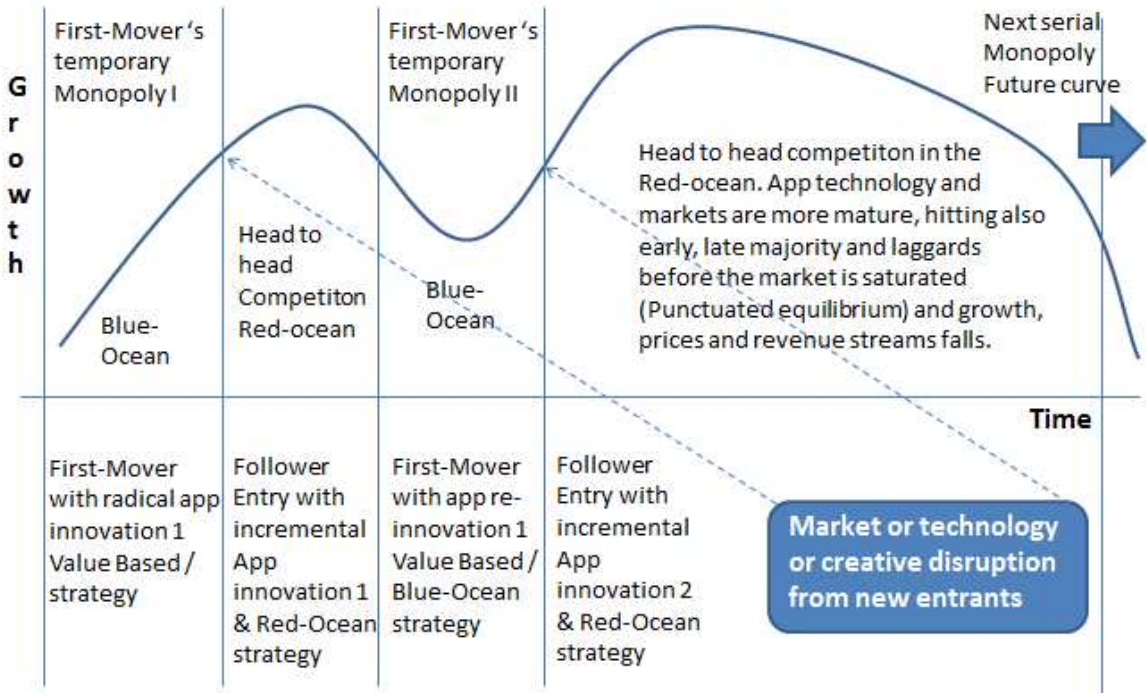 First-Mover‘s
temporary
Monopoly I
First-Mover‘s
temporary
Monopoly II
Next serial
Monopoly
Future curve
Growth
Blue-
Ocean
Head to
head
Competiton
Red-ocean
Blue-
Ocean
Head to head competiton in the
Red-ocean. App technology and
markets are more mature, hitting also
early, late majority and laggards
before the market is saturated
(Punctuated equilibrium) and growth,
prices and revenue streams falls.
Time
First-Mover
with radical app
innovation 1
Value Based /
strategy
Follower
Entry with
incremental
App
innovation 1
& Red-Ocean
strategy
First-Mover
with app re-
innovation 1
Value Based /
Blue-Ocean
strategy
Follower
Entry with
incremental
App
innovation 2
& Red-Ocean
strategy
Market or technology
or creative disruption
from new entrants